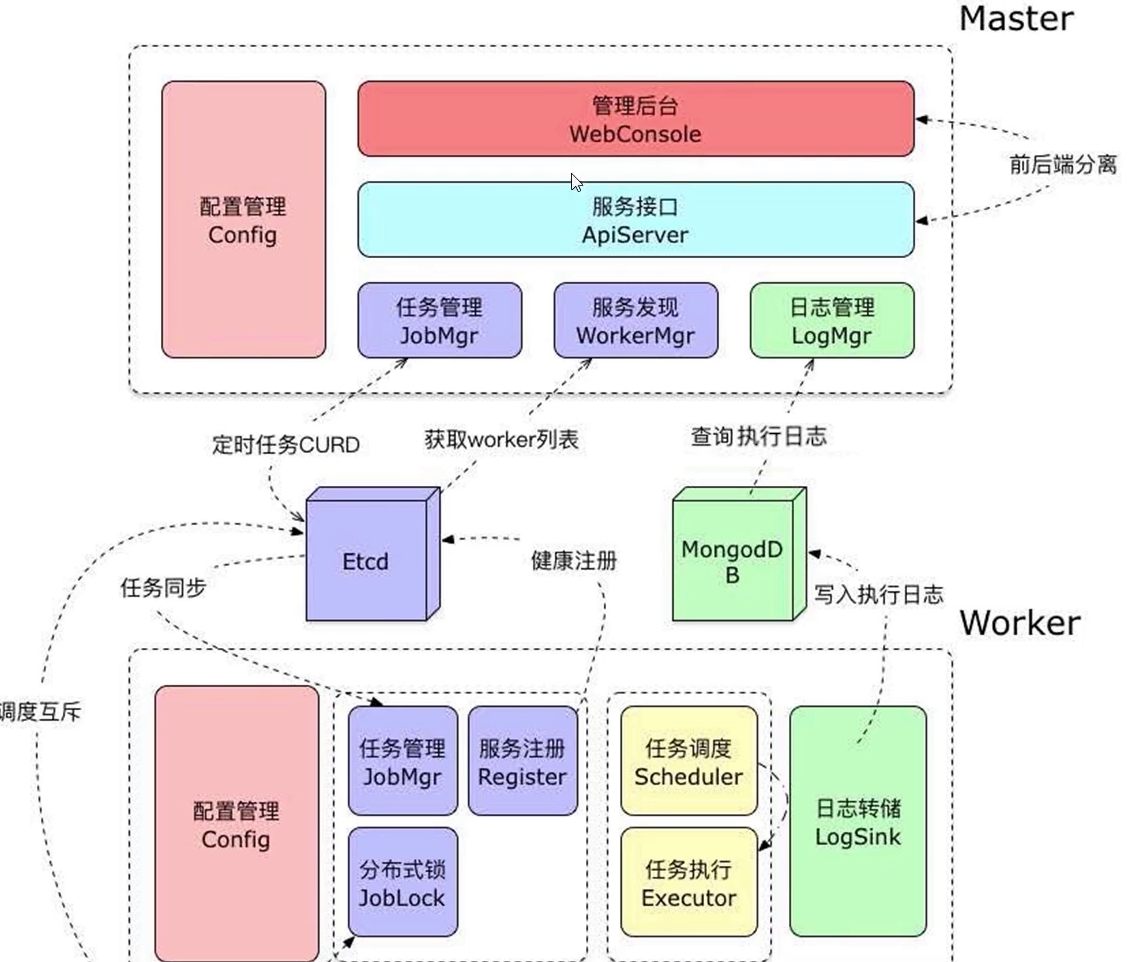 Master
管理后台
WebConsole
前后端分离
配置管理
Config
服务接口
ApiServer
任务管理
JobMgr
服务发现
WorkerMgr
日志管理
LogMgr
定时任务CURD
获取worker列表
查询执行日志
Etcd
MongodD
B
健康注册
任务同步
写入执行日志
Worker
调度互斥
配置管理
Config
任务管理
JobMgr
服务注册
Register
任务调度
Scheduler
日志转储
LogSink
分布式锁
JobLock
任务执行
Executor